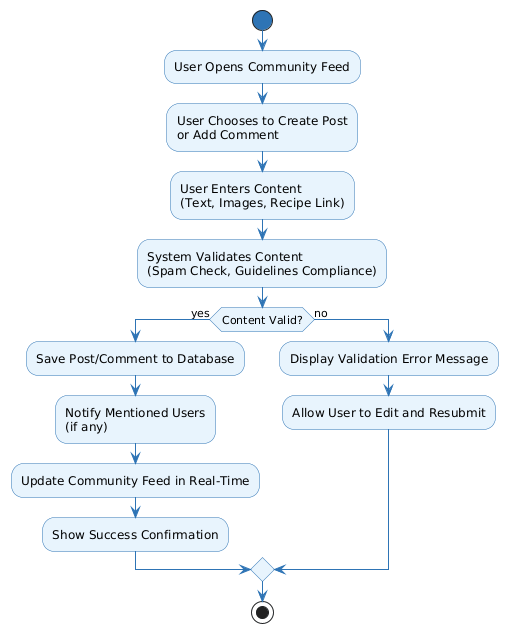 User Opens Community Feed
User Chooses to Create Post
or Add Comment
User Enters Content
(Text, Images, Recipe Link)
System Validates Content
(Spam Check, Guidelines Compliance)
yes
Content Valid?
no
Save Post/Comment to Database
Display Validation Error Message
Notify Mentioned Users
(if any)
Allow User to Edit and Resubmit
Update Community Feed in Real-Time
Show Success Confirmation